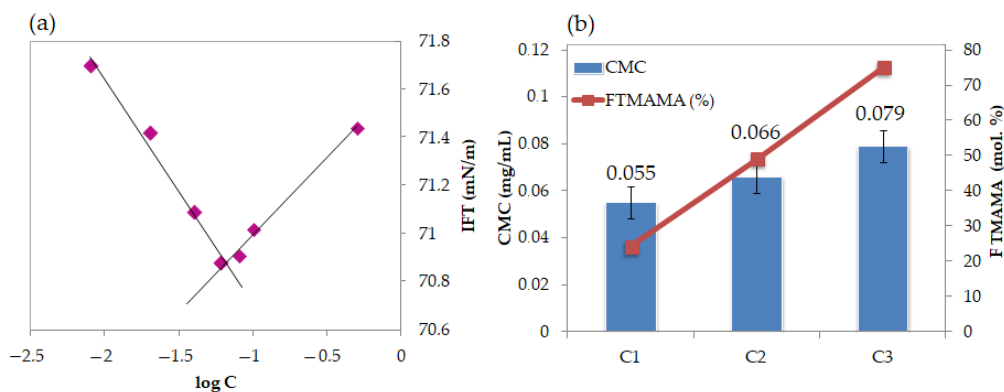 (a)
71.8
71.6
71.4
71.2
71
70.8
70.6
IFT (mN/m)
−2.5
−2
−1.5
−1
−0.5
0
log C
(b)
0.12
0.1
0.08
0.06
0.04
0.02
0
CMC (mg/mL)
CMC
FTMAMA (%)
0.055
0.066
0.079
C1
C2
C3
80
70
60
50
40
30
20
10
0
FTMAMA (mol. %)